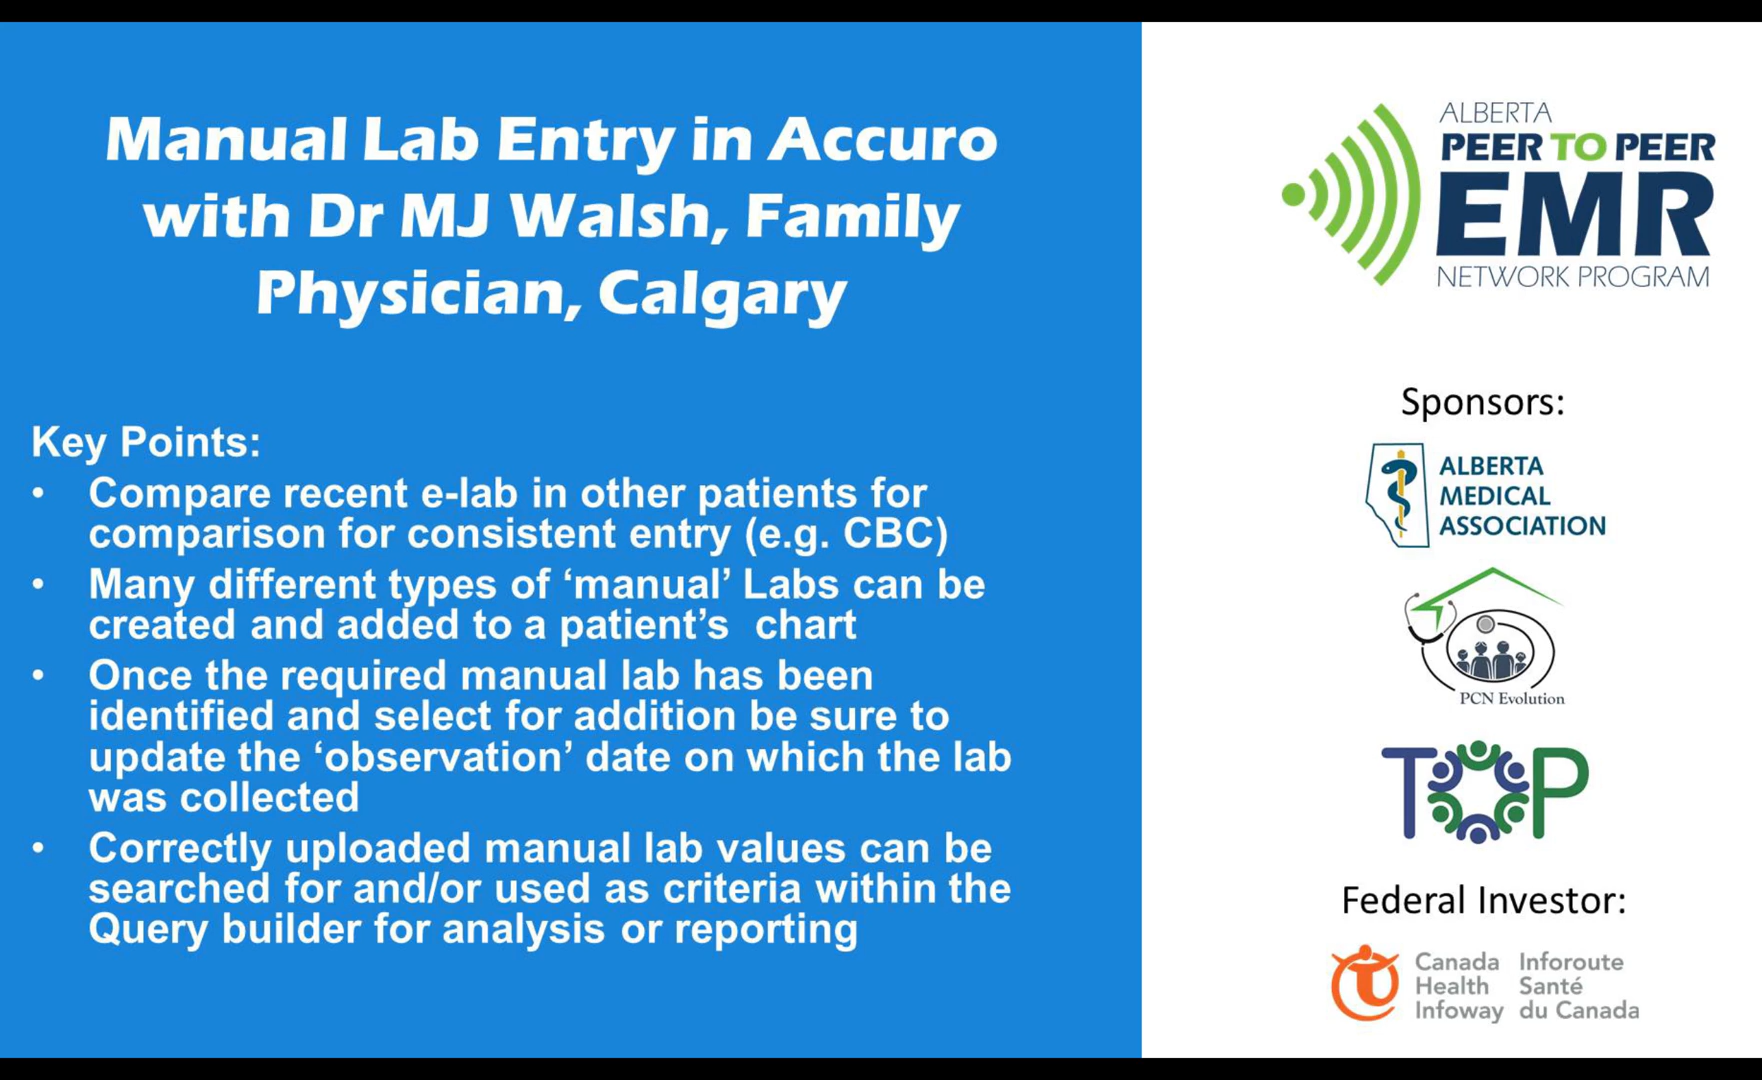 Manual Lab Entry in Accuro
with Dr MJ Walsh, Family
Physician, Calgary
Key Points:
• Compare recent e-lab in other patients for
comparison for consistent entry (e.g. CBC)
• Many different types of ‘manual’ Labs can be
created and added to a patient’s  chart
• Once the required manual lab has been
identified and select for addition be sure to
update the ‘observation’ date on which the lab
was collected
• Correctly uploaded manual lab values can be
searched for and/or used as criteria within the
Query builder for analysis or reporting
ALBERTA
PEER TO PEER
EMR
NETWORK PROGRAM
Sponsors:
ALBERTA
MEDICAL
ASSOCIATION
PCN Evolution
TOP
Federal Investor:
Canada Inforoute
Health Santé
Infoway du Canada